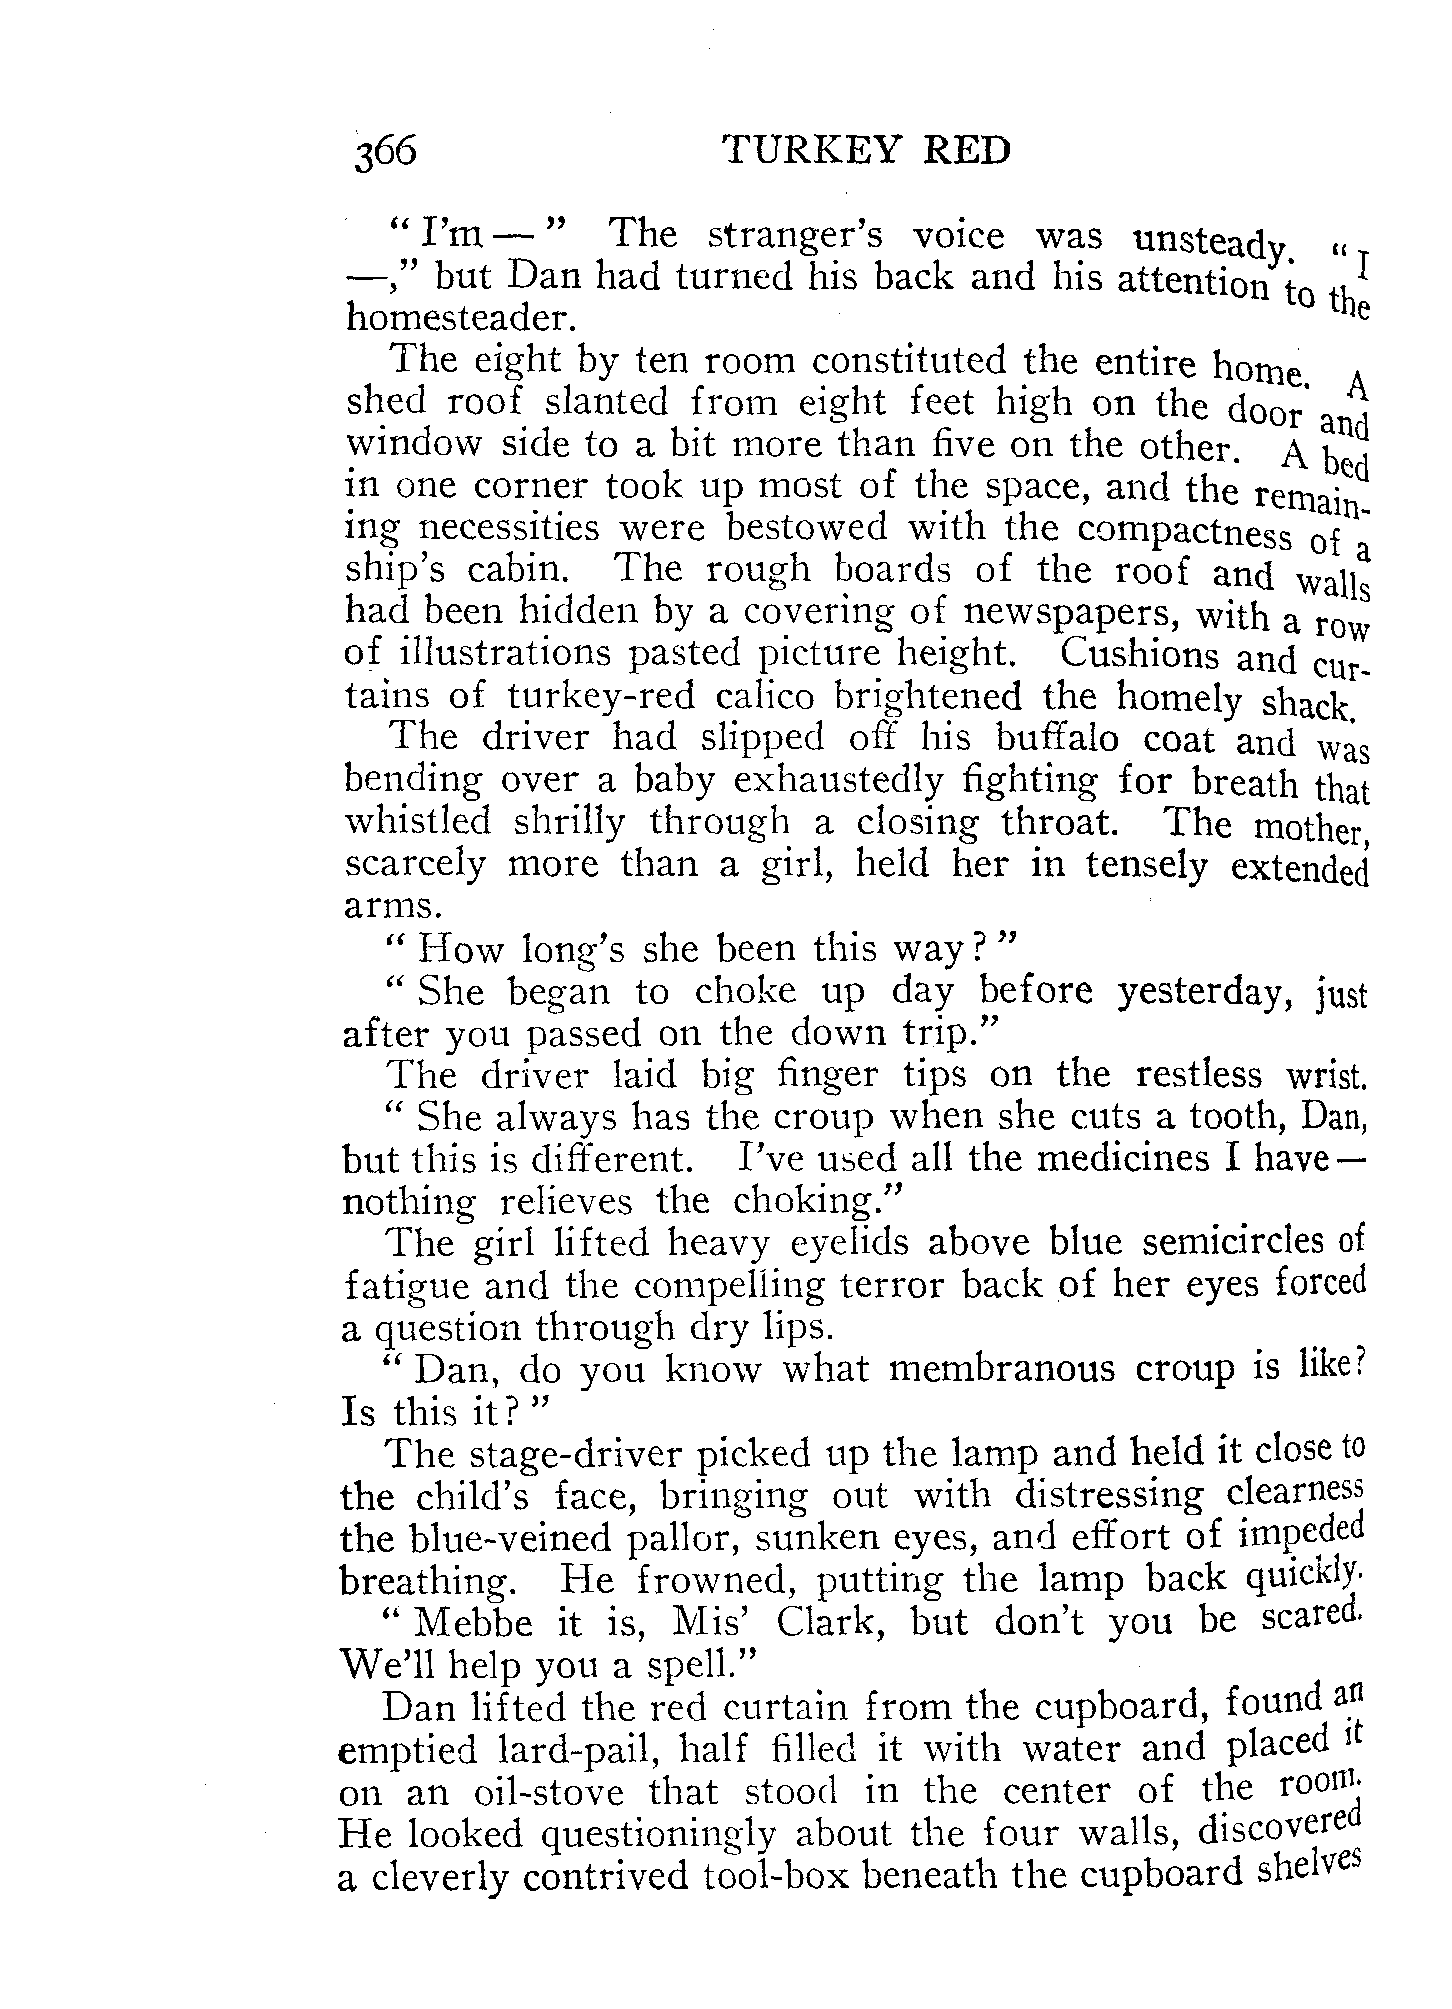 366 TURKEY RED
" I'm — " The stranger's voice was unsteady. " I
—," but Dan had turned his back and his attention to the
homesteader.
The eight by ten room constituted the entire home. A
shed roof slanted from eight feet high on the door and
window side to a bit more than five on the other. A bed
in one corner took up most of the space, and the remain-
ing necessities were bestowed with the compactness of a
ship's cabin. The rough boards of the roof and walls
had been hidden by a covering of newspapers, with a row
of illustrations pasted picture height. Cushions and cur-
tains of turkey-red calico brightened the homely shack.
The driver had slipped off his buffalo coat and was
bending over a baby exhaustedly fighting for breath that
whistled shrilly through a closing throat. The mother,
scarcely more than a girl, held her in tensely extended
arms.
" How long's she been this way? "
" She began to choke up day before yesterday, just
after you passed on the down trip."
The driver laid big finger tips on the restless wrist.
" She always has the croup when she cuts a tooth, Dan,
but this is different. I've used all the medicines I have —
nothing relieves the choking."
The girl lifted heavy eyelids above blue semicircles of
fatigue and the compelling terror back of her eyes forced
a question through dry lips.
" Dan, do you know what membranous croup is like?
Is this it? "
The stage-driver picked up the lamp and held it close to
the child's face, bringing out with distressing clearness
the blue-veined pallor, sunken eyes, and effort of impeded
breathing. He frowned, putting the lamp back quickly.
" Mebbe it is, Mis' Clark, but don't you be scared.
We'll help you a spell."
Dan lifted the red curtain from the cupboard, found an
emptied lard-pail, half filled it with water and placed it
on an oil-stove that stood in the center of the room.
He looked questioningly about the four walls, discovered
a cleverly contrived tool-box beneath the cupboard shelves